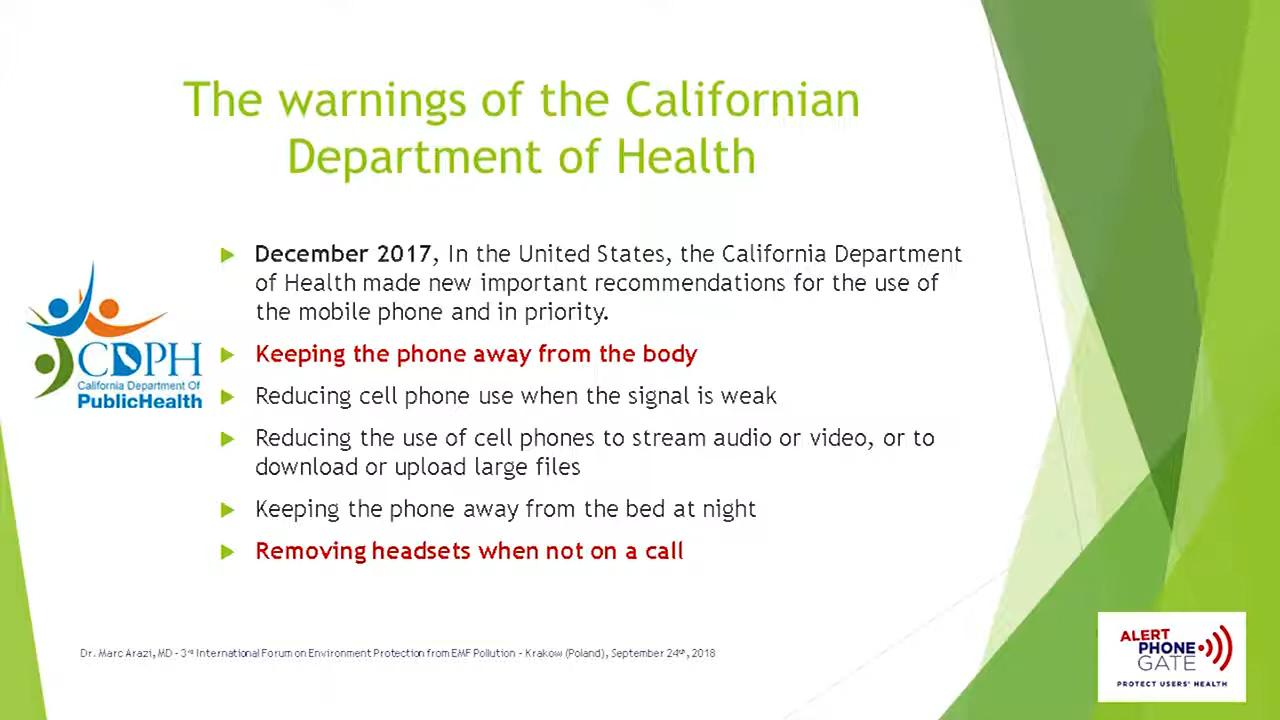 The warnings of the Californian
Department of Health
December 2017, In the United States, the California Department
of Health made new important recommendations for the use of
the mobile phone and in priority.
Keeping the phone away from the body
Reducing cell phone use when the signal is weak
Reducing the use of cell phones to stream audio or video, or to
download or upload large files
Keeping the phone away from the bed at night
Removing headsets when not on a call
CDPH
California Department Of
PublicHealth
Dr. Marc Arazi, MD - 3rd International Forum on Environment Protection from EMF Pollution - Krakow (Poland), September 24th, 2018
ALERT
PHONE
GATE
PROTECT USERS' HEALTH